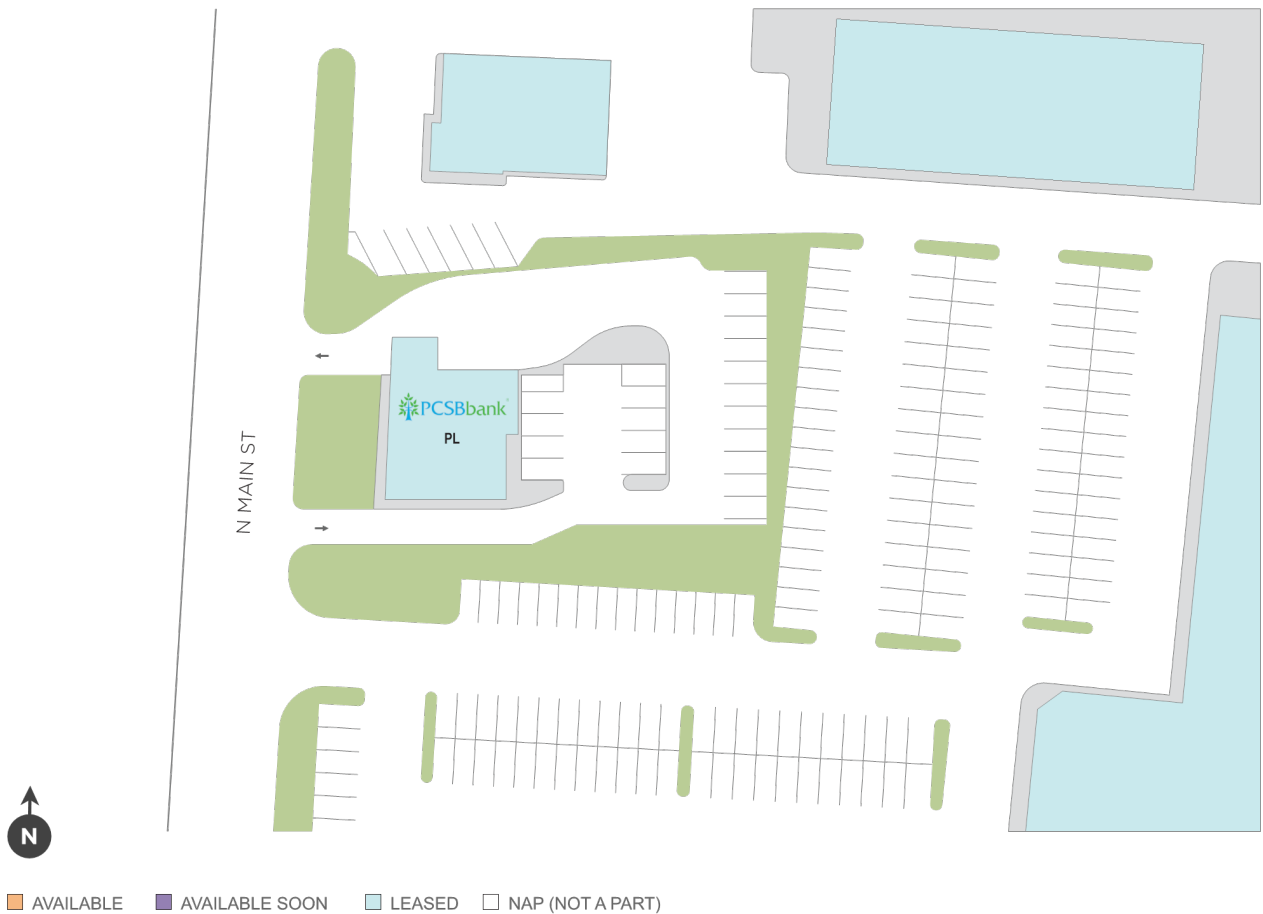 PCSBbank
PL
N MAIN ST
N
AVAILABLE
AVAILABLE SOON
LEASED
NAP (NOT A PART)